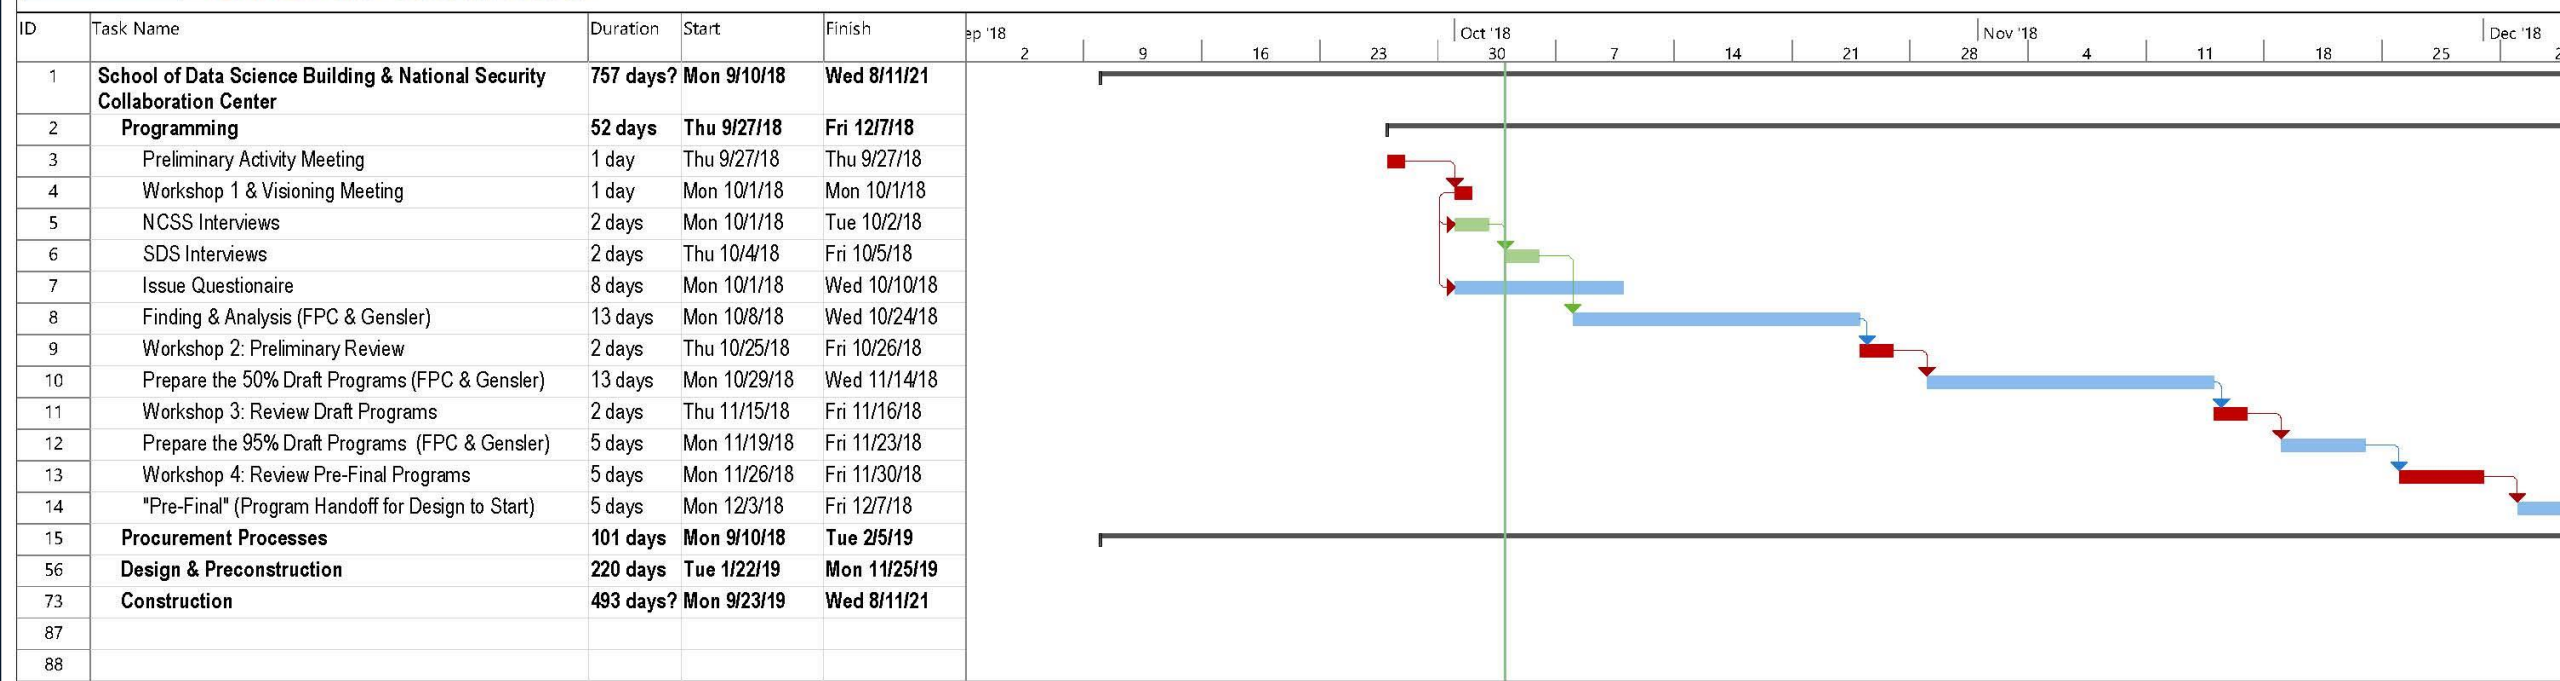 ID Task Name Duration Start Finish ep '18 Oct '18 Nov '18 Dec '18
2 9 16 23 30 7 14 21 28 4 11 18 25 2
1 School of Data Science Building & National Security 757 days? Mon 9/10/18 Wed 8/11/21
Collaboration Center
2 Programming 52 days Thu 9/27/18 Fri 12/7/18
3 Preliminary Activity Meeting 1 day Thu 9/27/18 Thu 9/27/18
4 Workshop 1 & Visioning Meeting 1 day Mon 10/1/18 Mon 10/1/18
5 NCSS Interviews 2 days Mon 10/1/18 Tue 10/2/18
6 SDS Interviews 2 days Thu 10/4/18 Fri 10/5/18
7 Issue Questionaire 8 days Mon 10/1/18 Wed 10/10/18
8 Finding & Analysis (FPC & Gensler) 13 days Mon 10/8/18 Wed 10/24/18
9 Workshop 2: Preliminary Review 2 days Thu 10/25/18 Fri 10/26/18
10 Prepare the 50% Draft Programs (FPC & Gensler) 13 days Mon 10/29/18 Wed 11/14/18
11 Workshop 3: Review Draft Programs 2 days Thu 11/15/18 Fri 11/16/18
12 Prepare the 95% Draft Programs (FPC & Gensler) 5 days Mon 11/19/18 Fri 11/23/18
13 Workshop 4: Review Pre-Final Programs 5 days Mon 11/26/18 Fri 11/30/18
14 "Pre-Final" (Program Handoff for Design to Start) 5 days Mon 12/3/18 Fri 12/7/18
15 Procurement Processes 101 days Mon 9/10/18 Tue 2/5/19
56 Design & Preconstruction 220 days Tue 1/22/19 Mon 11/25/19
73 Construction 493 days? Mon 9/23/19 Wed 8/11/21
87
88